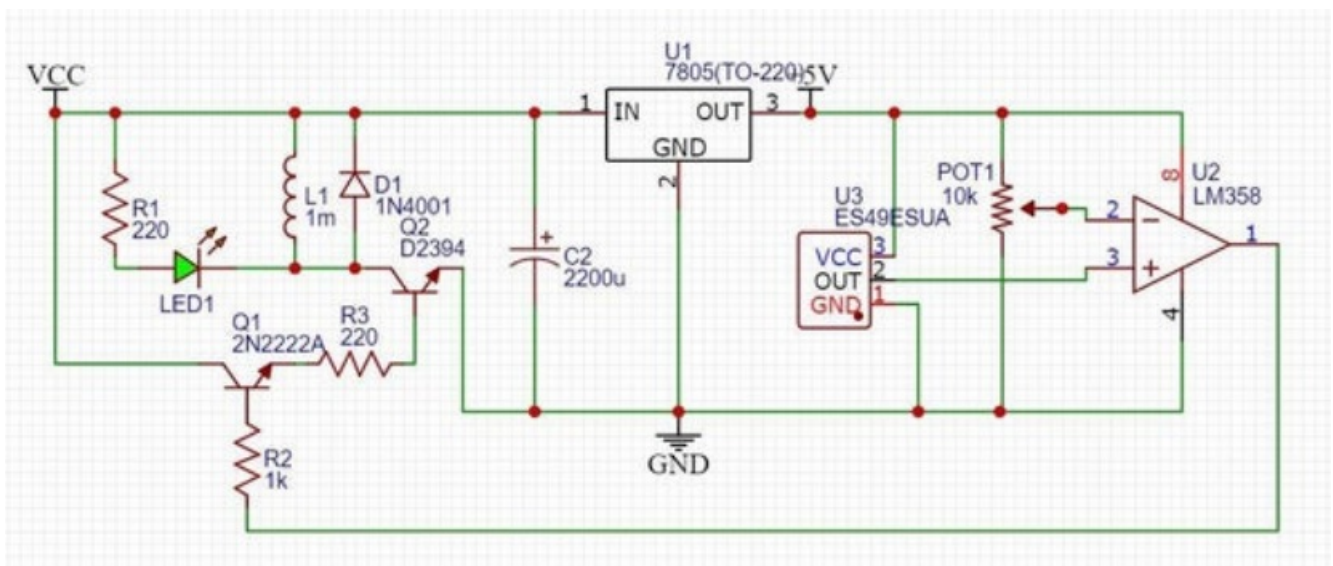 VCC
U1
7805(TO-220)
+5V
1
IN
OUT
3
GND
2
R1
220
LED1
L1
1m
D1
1N4001
Q2
D2394
C2
2200u
Q1
2N2222A
R3
220
R2
1k
GND
U3
ES49ESUA
VCC
3
OUT
2
GND
1
POT1
10k
2
3
8
U2
LM358
1
4